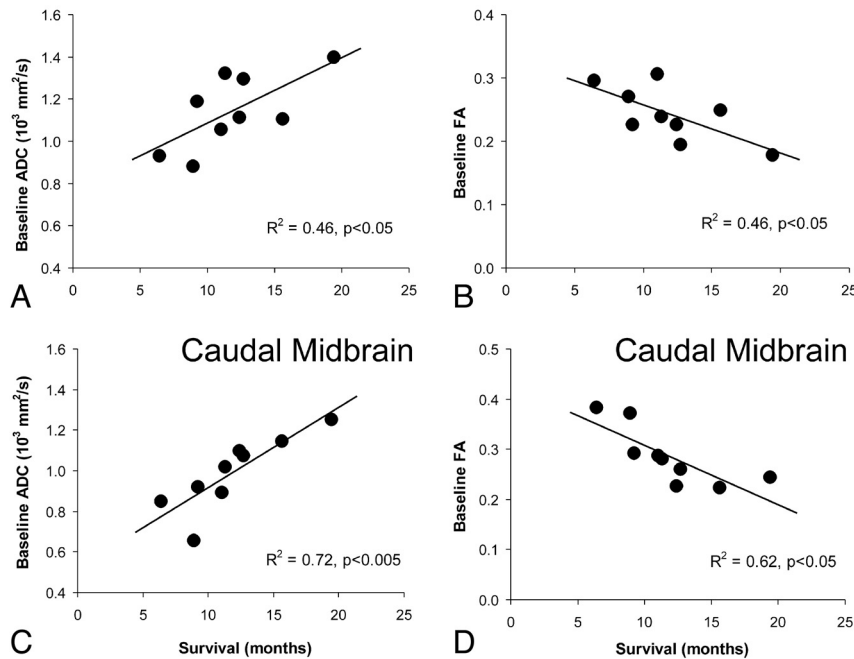 1.6
1.4
1.2
1.0
0.8
0.6
0.4
Baseline ADC (10³ mm²/s)
R² = 0.46, p<0.05
0 5 10 15 20 25
A
0.4
0.3
0.2
0.1
0.0
Baseline FA
R² = 0.46, p<0.05
0 5 10 15 20 25
B
Caudal Midbrain
1.6
1.4
1.2
1.0
0.8
0.6
0.4
Baseline ADC (10³ mm²/s)
R² = 0.72, p<0.005
0 5 10 15 20 25
Survival (months)
C
Caudal Midbrain
0.5
0.4
0.3
0.2
0.1
0.0
Baseline FA
R² = 0.62, p<0.05
0 5 10 15 20 25
Survival (months)
D